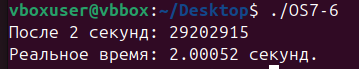 vboxuser@vbbox:~/Desktop$ ./OS7-6
После 2 секунд: 29202915
Реальное время: 2.00052 секунд.